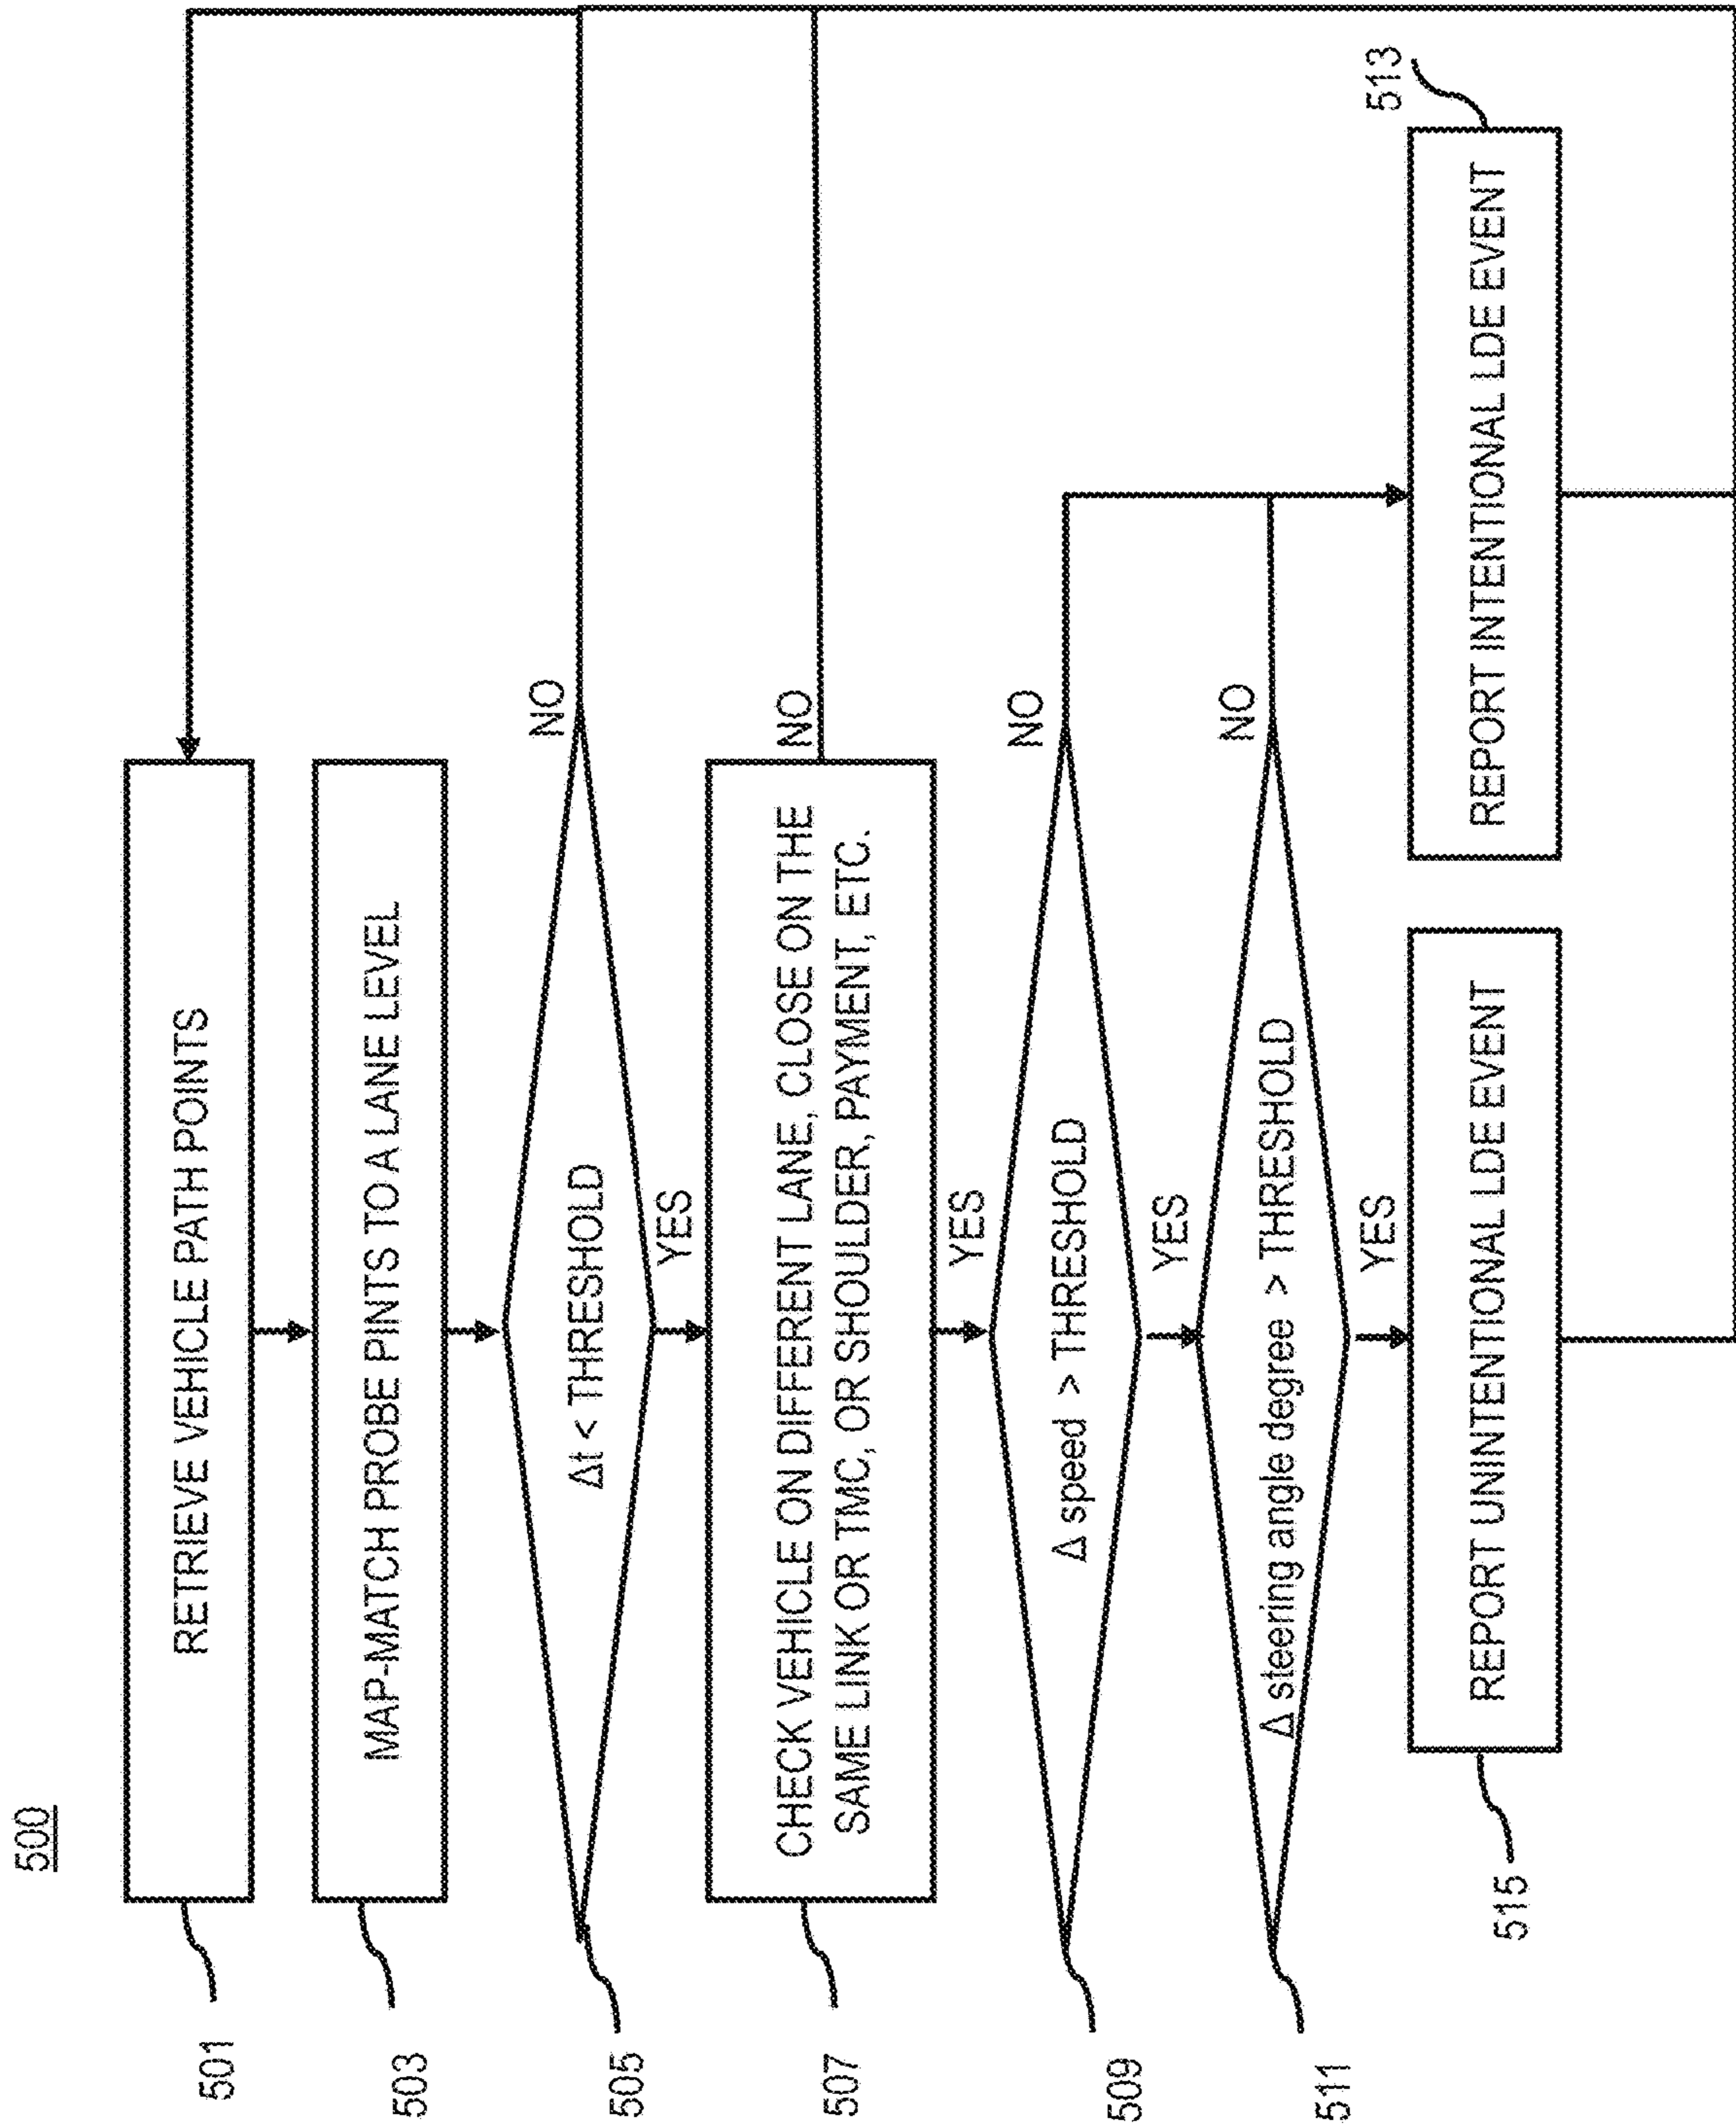 500
501
RETRIEVE VEHICLE PATH POINTS
503
MAP-MATCH PROBE PINTS TO A LANE LEVEL
505
Δt < THRESHOLD
NO
YES
507
CHECK VEHICLE ON DIFFERENT LANE, CLOSE ON THE
SAME LINK OR TMC, OR SHOULDER, PAYMENT, ETC.
NO
YES
509
Δ speed > THRESHOLD
NO
YES
511
Δ steering angle degree > THRESHOLD
NO
YES
515
REPORT UNINTENTIONAL LDE EVENT
REPORT INTENTIONAL LDE EVENT
513